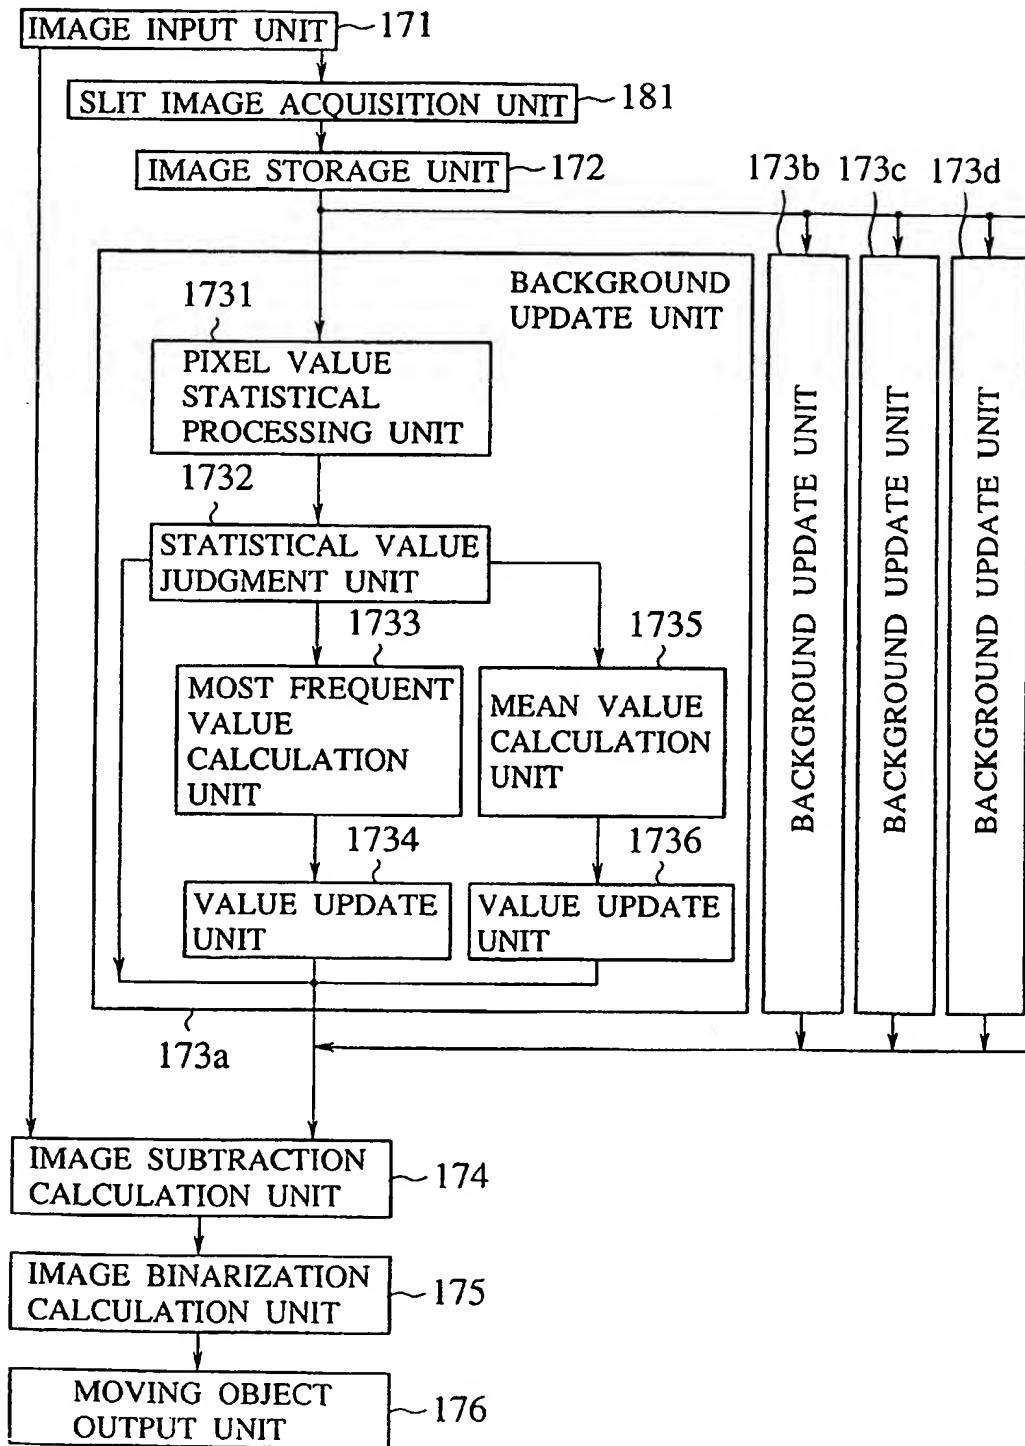 IMAGE INPUT UNIT
171
SLIT IMAGE ACQUISITION UNIT
181
IMAGE STORAGE UNIT
172
173b
173c
173d
BACKGROUND
UPDATE UNIT
1731
PIXEL VALUE
STATISTICAL
PROCESSING UNIT
1732
STATISTICAL VALUE
JUDGMENT UNIT
1733
MOST FREQUENT
VALUE
CALCULATION
UNIT
1735
MEAN VALUE
CALCULATION
UNIT
1734
VALUE UPDATE
UNIT
1736
VALUE UPDATE
UNIT
BACKGROUND UPDATE UNIT
BACKGROUND UPDATE UNIT
BACKGROUND UPDATE UNIT
173a
IMAGE SUBTRACTION
CALCULATION UNIT
174
IMAGE BINARIZATION
CALCULATION UNIT
175
MOVING OBJECT
OUTPUT UNIT
176